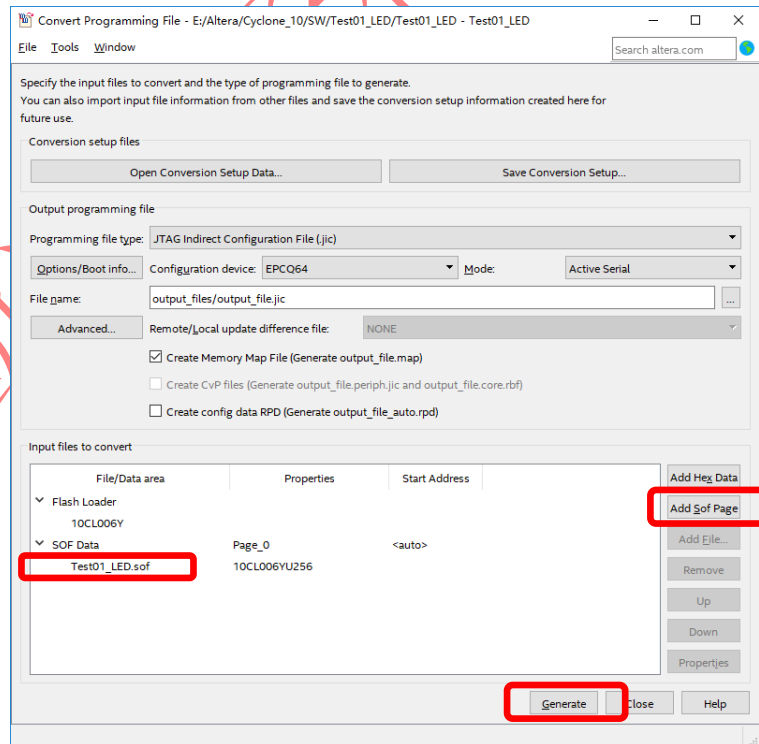 Convert Programming File - E:/Altera/Cyclone_10/SW/Test01_LED/Test01_LED - Test01_LED
File Tools Window Search altera.com
Specify the input files to convert and the type of programming file to generate.
You can also import input file information from other files and save the conversion setup information created here for
future use.
Conversion setup files
Open Conversion Setup Data... Save Conversion Setup...
Output programming file
Programming file type: JTAG Indirect Configuration File (.jic)
Options/Boot info... Configuration device: EPCQ64 Mode: Active Serial
File name: output_files/output_file.jic ...
Advanced... Remote/Local update difference file: NONE
Create Memory Map File (Generate output_file.map)
Create CvP files (Generate output_file.periph.jic and output_file.core.rbf)
Create config data RPD (Generate output_file_auto.rpd)
Input files to convert
File/Data area Properties Start Address Add Hex Data
Flash Loader Add Sof Page
10CL006Y
SOF Data Page_0 <auto> Add File...
Test01_LED.sof 10CL006YU256 Remove
Up
Down
Properties
Generate Close Help